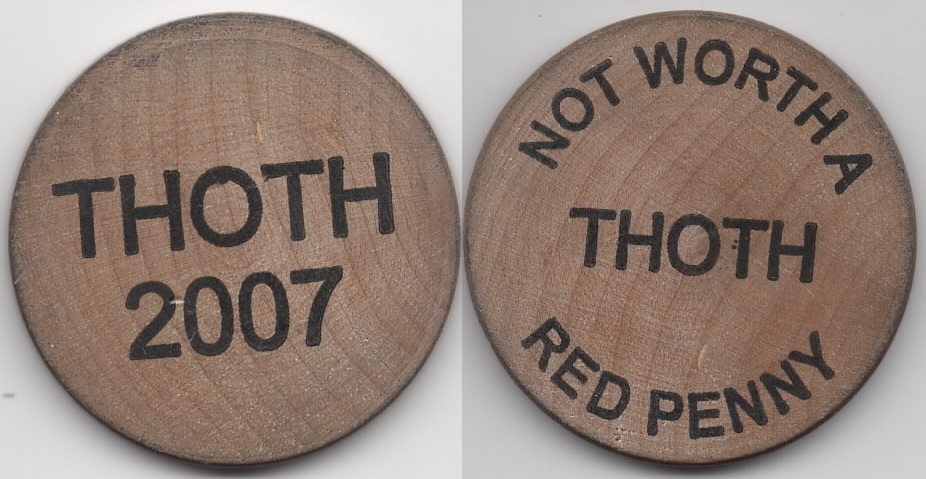 THOTH
2007
NOT WORTH A
THOTH
RED PENNY